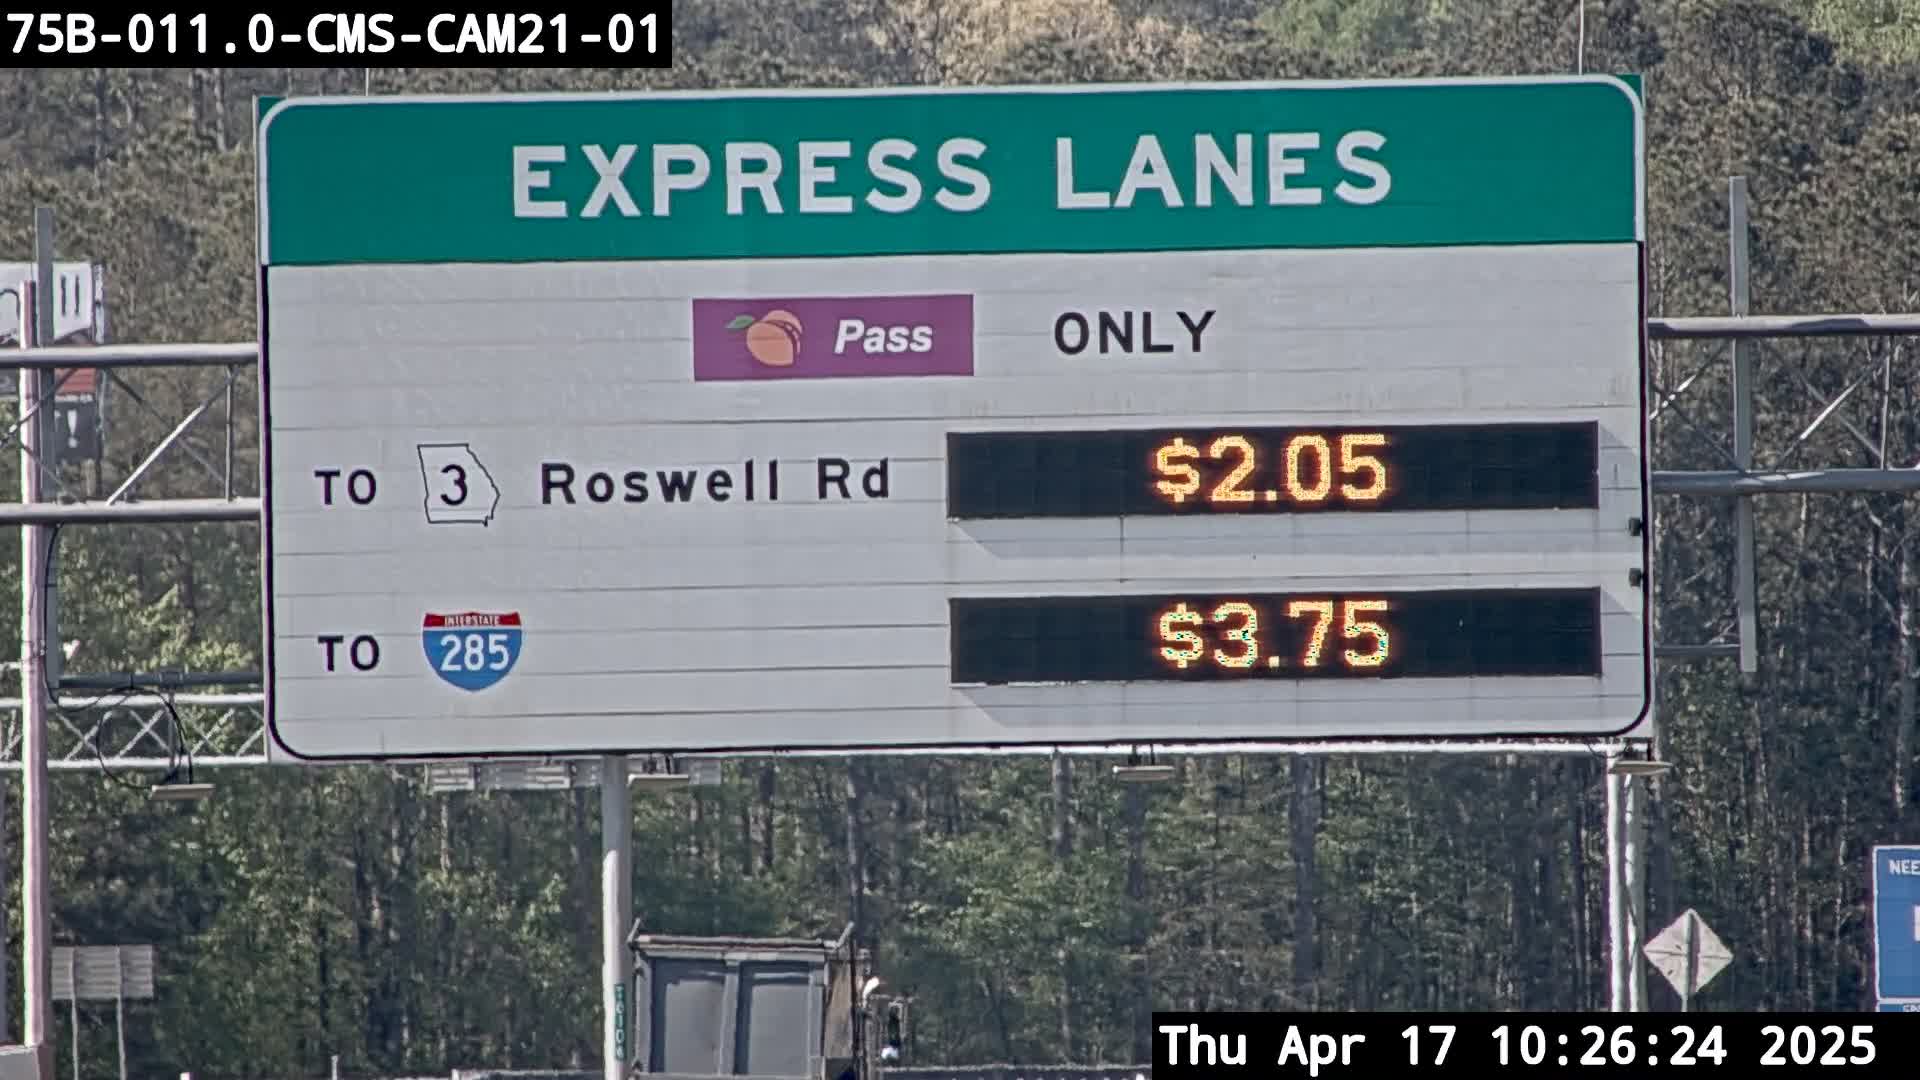 75B-011.0-CMS-CAM21-01
EXPRESS LANES
Pass ONLY
TO 3 Roswell Rd $2.05
TO INTERSTATE 285 $3.75
NEE
Thu Apr 17 10:26:24 2025